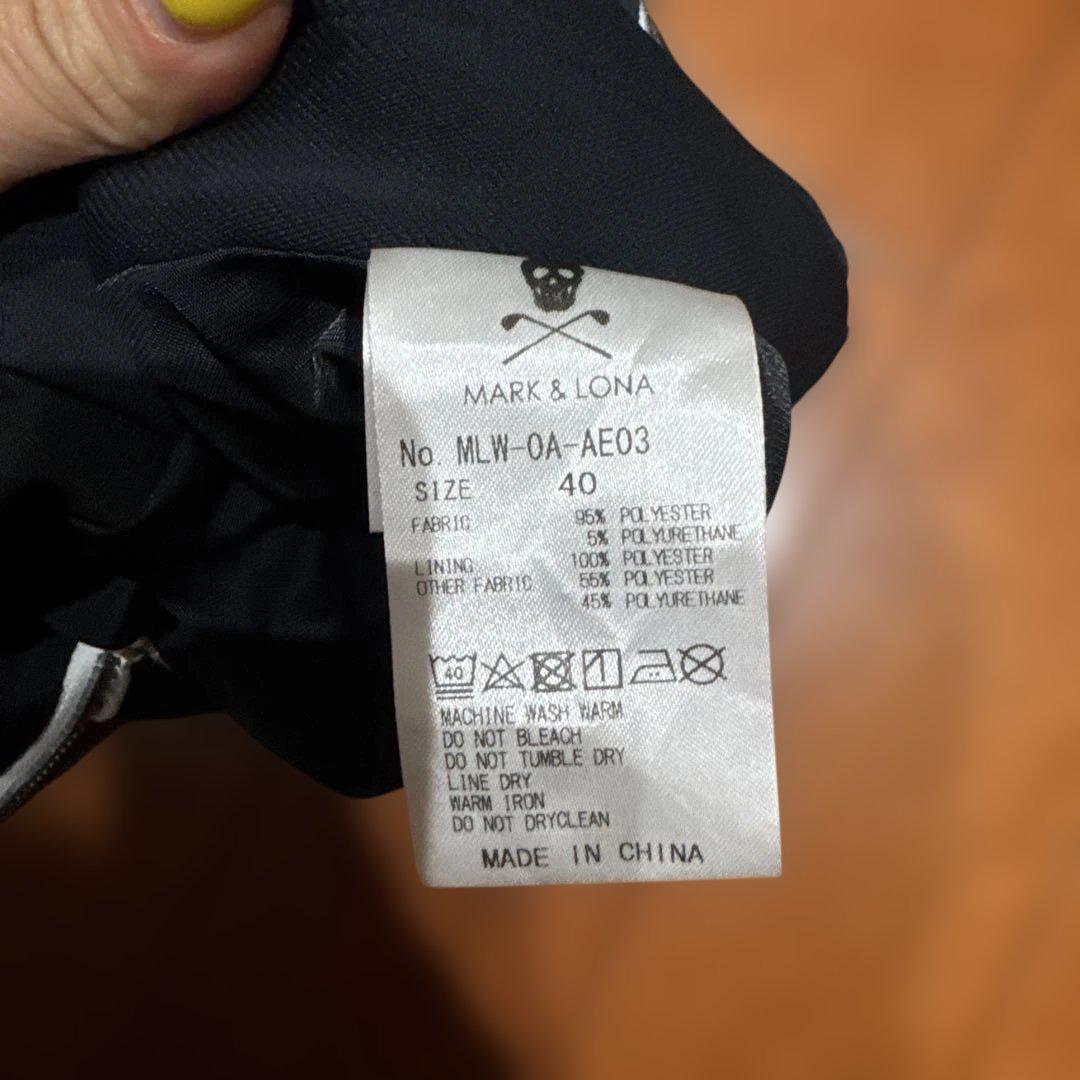 MARK & LONA
No. MLW-0A-AE03
SIZE 40
FABRIC 95% POLYESTER
5% POLYURETHANE
LINING 100% POLYESTER
OTHER FABRIC 55% POLYESTER
45% POLYURETHANE
40
MACHINE WASH WARM
DO NOT BLEACH
DO NOT TUMBLE DRY
LINE DRY
WARM IRON
DO NOT DRYCLEAN
MADE IN CHINA